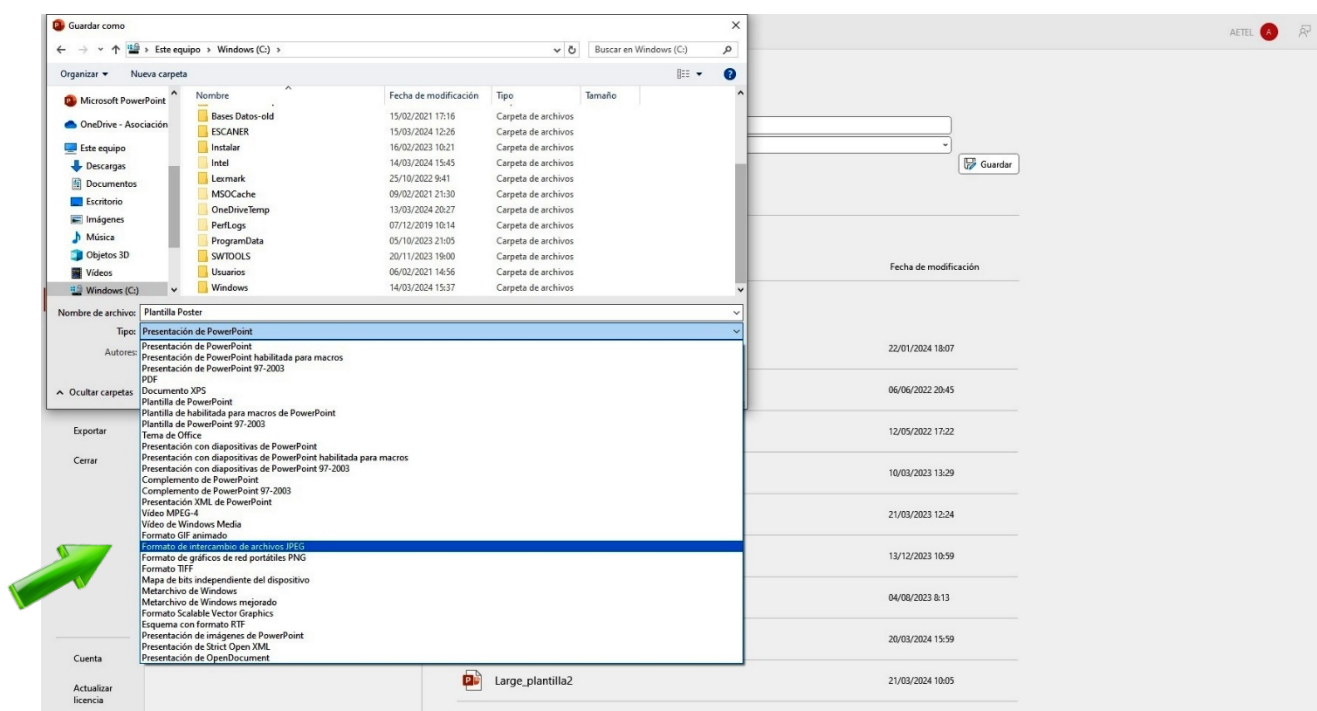 Guardar como
AETEL A
Este equipo > Windows (C:) >
Buscar en Windows (C:)
Organizar
Nueva carpeta
Nombre Fecha de modificación Tipo Tamaño
Microsoft PowerPoint
OneDrive - Asociación
Este equipo
Descargas
Documentos
Escritorio
Imágenes
Música
Objetos 3D
Vídeos
Windows (C:)
Bases Datos-old 15/02/2021 17:16 Carpeta de archivos
ESCANER 15/03/2024 12:26 Carpeta de archivos
Instalar 16/02/2023 10:21 Carpeta de archivos
Intel 14/03/2024 15:45 Carpeta de archivos
Lexmark 25/10/2022 9:41 Carpeta de archivos
MSOCache 09/02/2021 21:30 Carpeta de archivos
OneDriveTemp 13/03/2024 20:27 Carpeta de archivos
PerfLogs 07/12/2019 10:14 Carpeta de archivos
ProgramData 05/10/2023 21:05 Carpeta de archivos
SWTOOLS 20/11/2023 19:00 Carpeta de archivos
Usuarios 06/02/2021 14:56 Carpeta de archivos
Windows 14/03/2024 15:37 Carpeta de archivos
Nombre de archivo: Plantilla Poster
Tipo: Presentación de PowerPoint
Autores:
Ocultar carpetas
Presentación de PowerPoint
Presentación de PowerPoint habilitada para macros
Presentación de PowerPoint 97-2003
PDF
Documento XPS
Plantilla de PowerPoint
Plantilla de habilitada para macros de PowerPoint
Plantilla de PowerPoint 97-2003
Tema de Office
Presentación con diapositivas de PowerPoint
Presentación con diapositivas de PowerPoint habilitada para macros
Presentación con diapositivas de PowerPoint 97-2003
Complemento de PowerPoint
Complemento de PowerPoint 97-2003
Presentación XML de PowerPoint
Vídeo MPEG-4
Vídeo de Windows Media
Formato GIF animado
Formato de intercambio de archivos JPEG
Formato de gráficos de red portátiles PNG
Formato TIFF
Mapa de bits independiente del dispositivo
Metarchivo de Windows
Metarchivo de Windows mejorado
Formato Scalable Vector Graphics
Esquema con formato RTF
Presentación de imágenes de PowerPoint
Presentación de Strict Open XML
Presentación de OpenDocument
Exportar
Cerrar
Cuenta
Actualizar
licencia
Guardar
Fecha de modificación
22/01/2024 18:07
06/06/2022 20:45
12/05/2022 17:22
10/03/2023 13:29
21/03/2023 12:24
13/12/2023 10:59
04/08/2023 8:13
20/03/2024 15:59
Large_plantilla2 21/03/2024 10:05